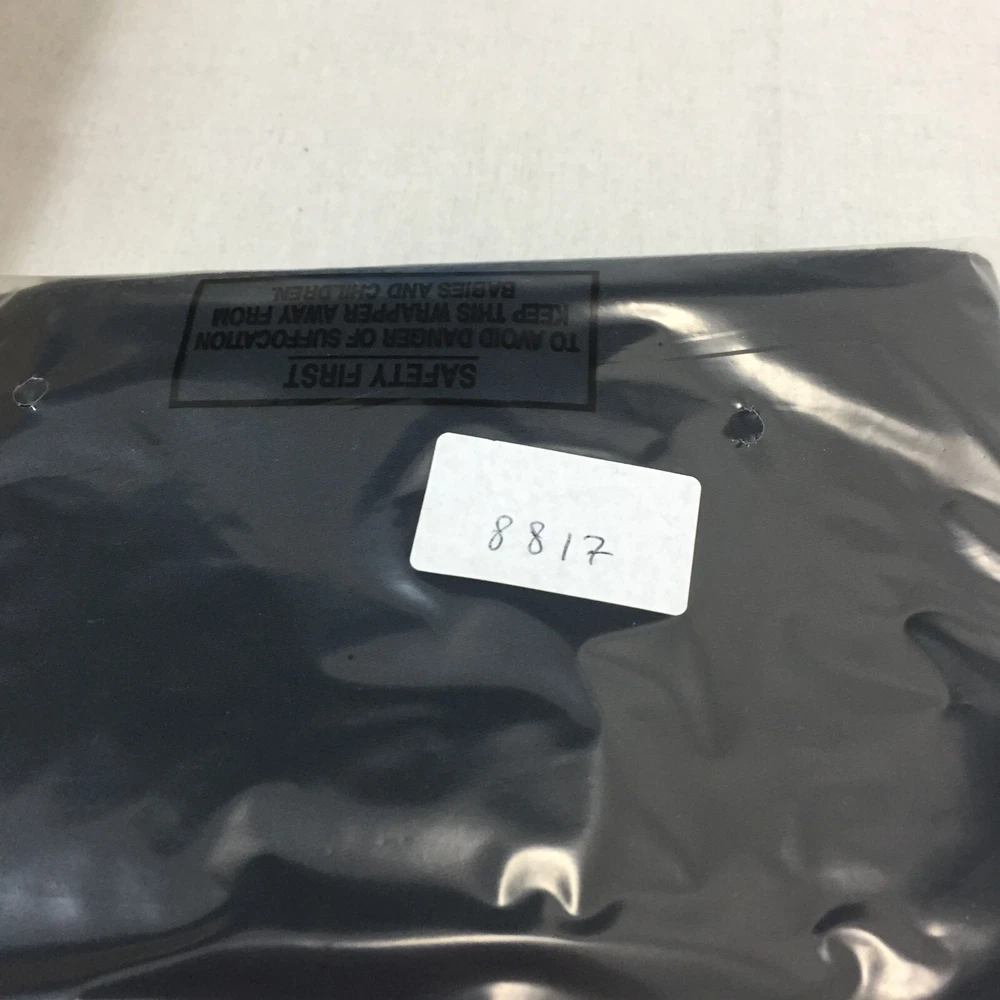 SAFETY FIRST
TO AVOID DANGER OF SUFFOCATION
KEEP THIS WRAPPER AWAY FROM
BABIES AND CHILDREN.
8817